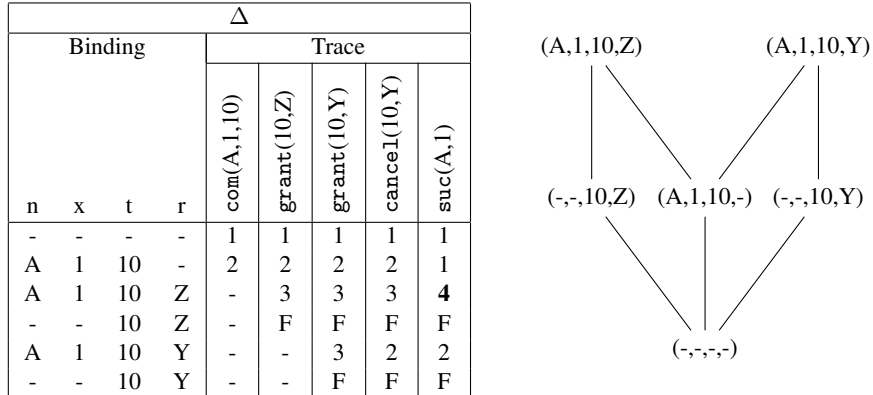 Δ
Binding Trace
n x t r com(A,1,10) grant(10,Z) grant(10,Y) cancel(10,Y) suc(A,1)
- - - - 1 1 1 1 1
A 1 10 - 2 2 2 2 1
A 1 10 Z - 3 3 3 4
- - 10 Z - F F F F
A 1 10 Y - - 3 2 2
- - 10 Y - - F F F
(A,1,10,Z) (A,1,10,Y)
(-,-,10,Z) (A,1,10,-) (-,-,10,Y)
(-,-,-,-)